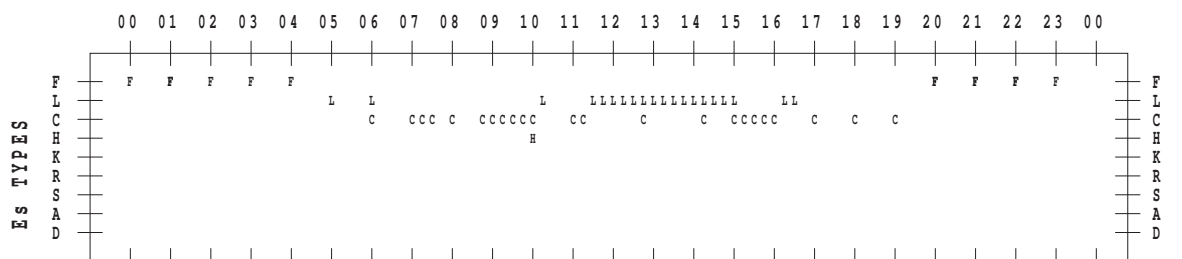 00 01 02 03 04 05 06 07 08 09 10 11 12 13 14 15 16 17 18 19 20 21 22 23 00
F F F F F F F F F F F
L L L L LLLLLLLLLLLLLLL LL L
C C CCC C CCCCCC CC C C CCCCC C C C C
H H H
K K
R R
S S
A A
D D
Es TYPES